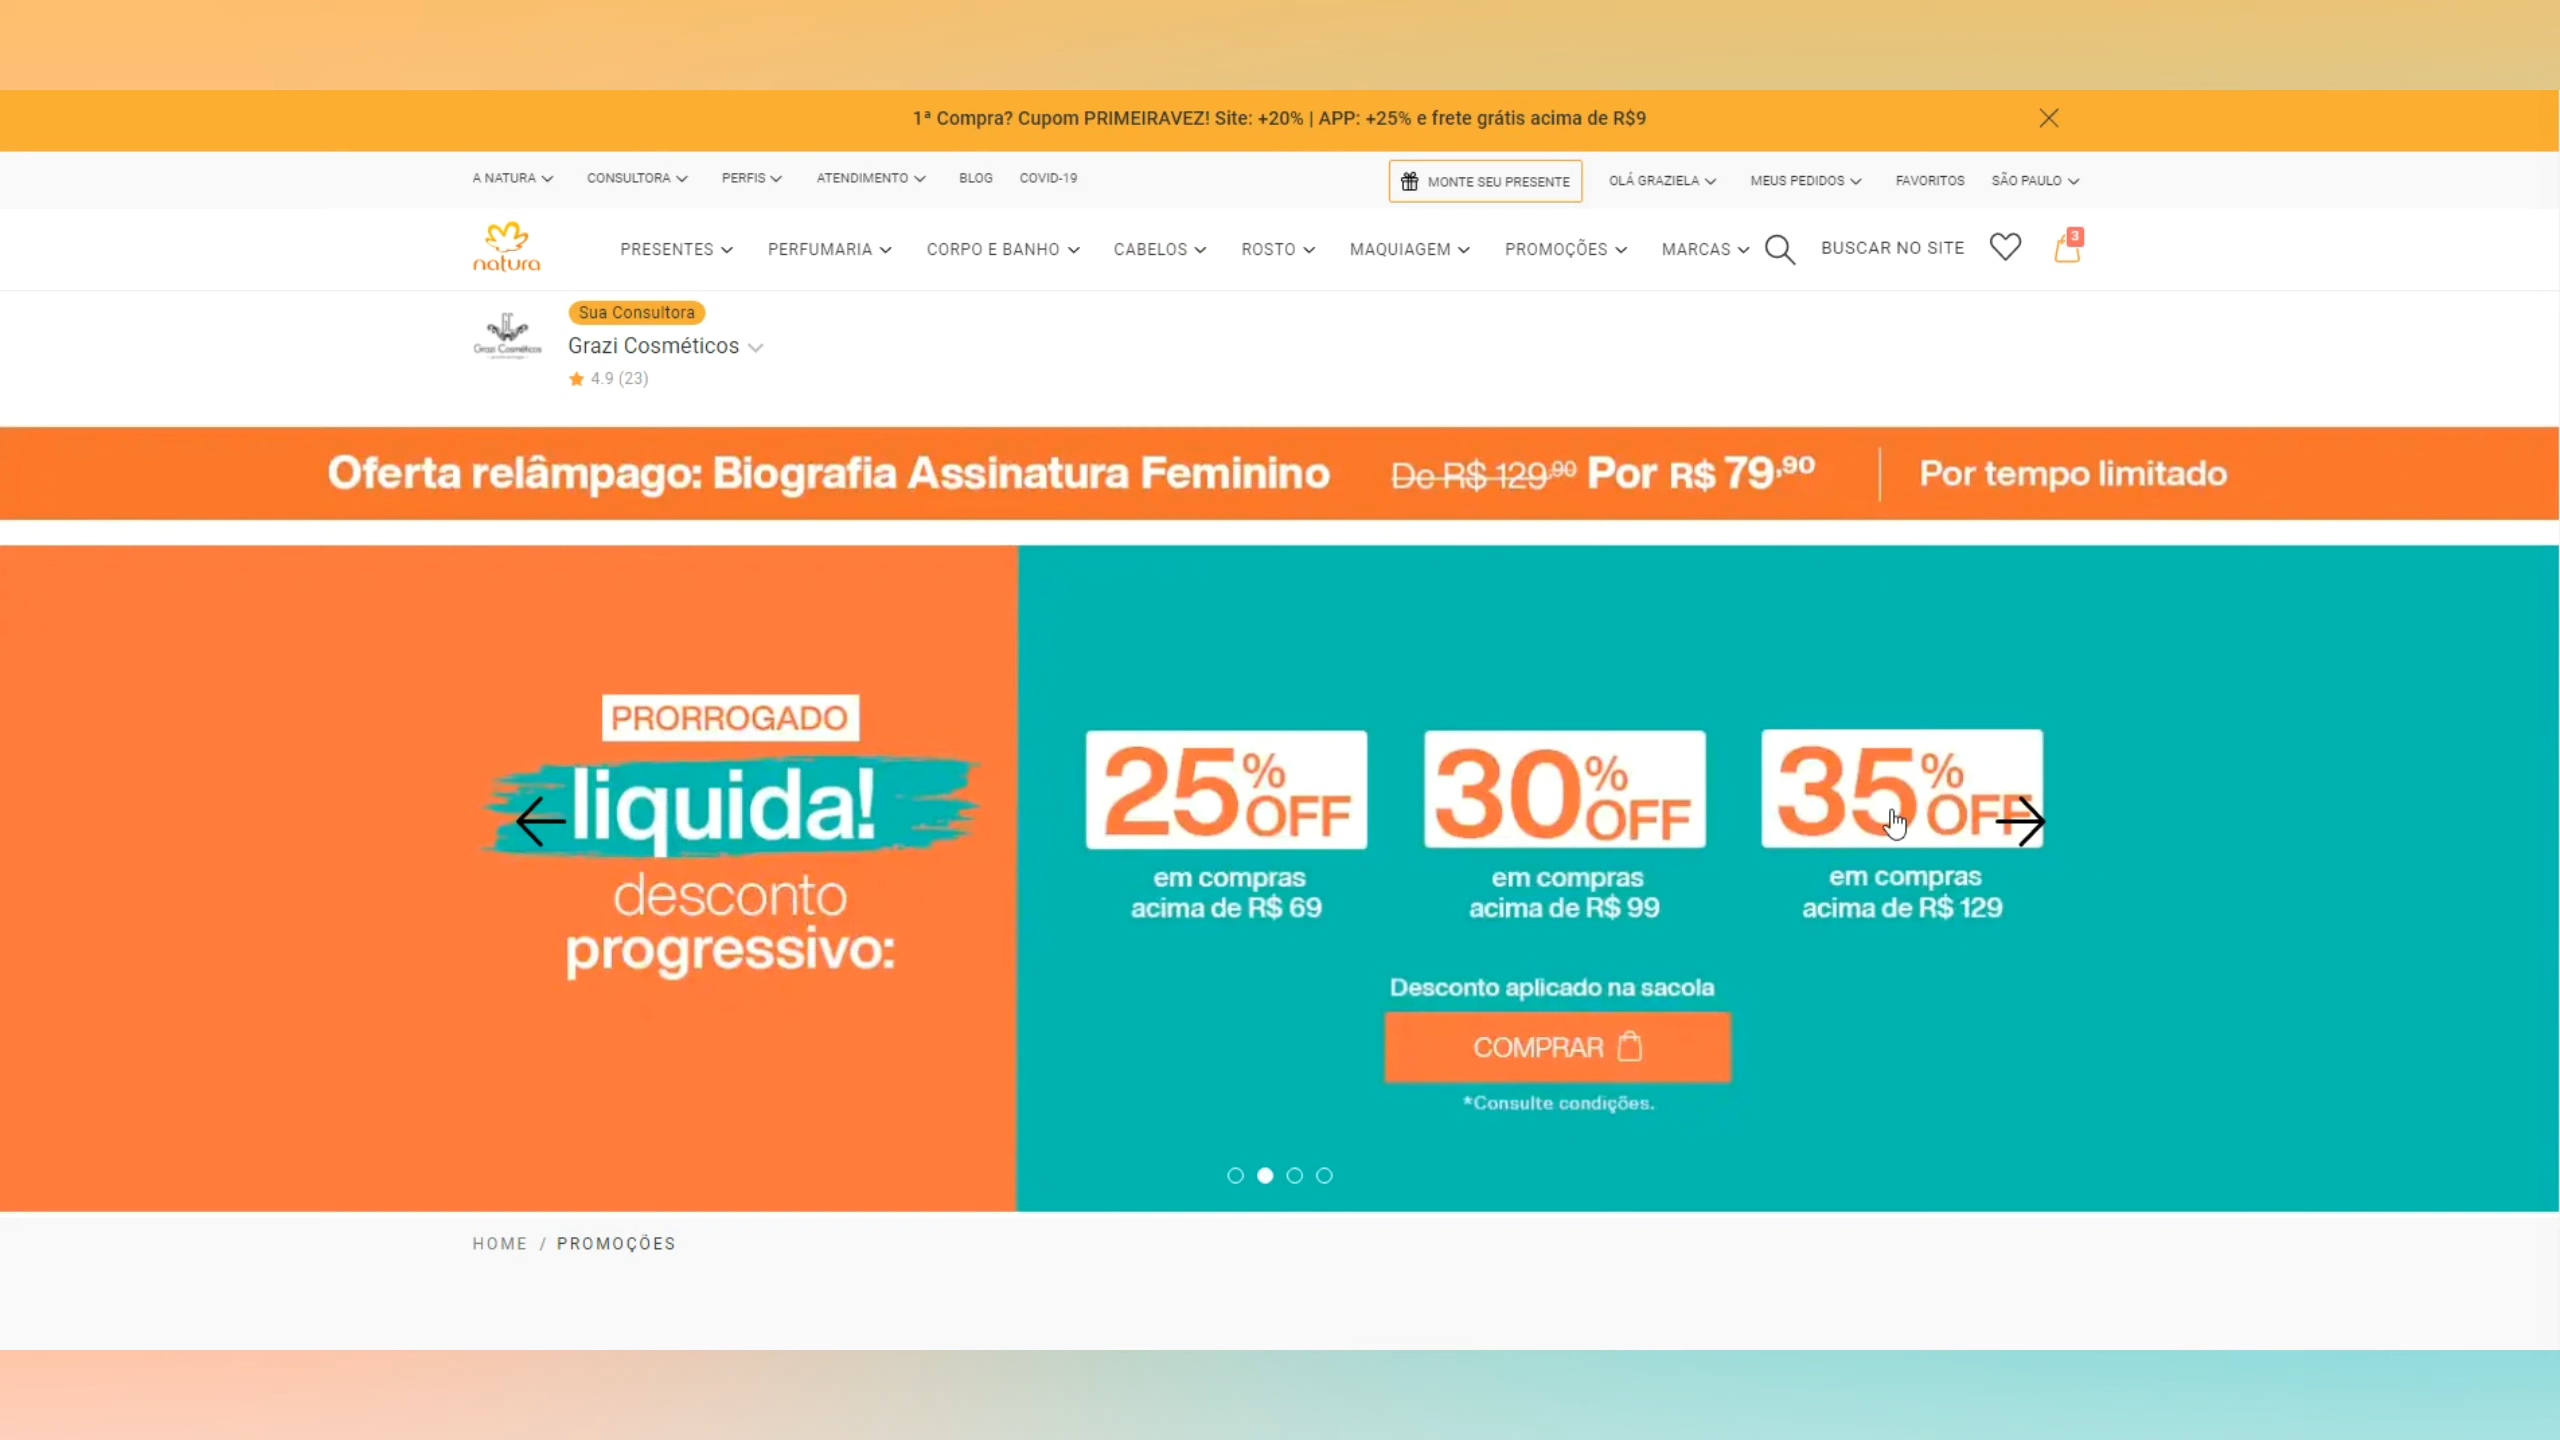 1ª Compra? Cupom PRIMEIRAVEZ! Site: +20% | APP: +25% e frete grátis acima de R$9
A NATURA CONSULTORA PERFIS ATENDIMENTO BLOG COVID-19 MONTE SEU PRESENTE OLÁ GRAZIELA MEUS PEDIDOS FAVORITOS SÃO PAULO
natura PRESENTES PERFUMARIA CORPO E BANHO CABELOS ROSTO MAQUIAGEM PROMOÇÕES MARCAS BUSCAR NO SITE 3
Sua Consultora
Grazi Cosméticos
Grazi Cosméticos
4.9 (23)
Oferta relâmpago: Biografia Assinatura Feminino De R$ 129,90 Por R$ 79,90 Por tempo limitado
PRORROGADO
liquida!
desconto
progressivo:
25% OFF 30% OFF 35% OFF
em compras em compras em compras
acima de R$ 69 acima de R$ 99 acima de R$ 129
Desconto aplicado na sacola
COMPRAR
*Consulte condições.
HOME / PROMOÇÕES